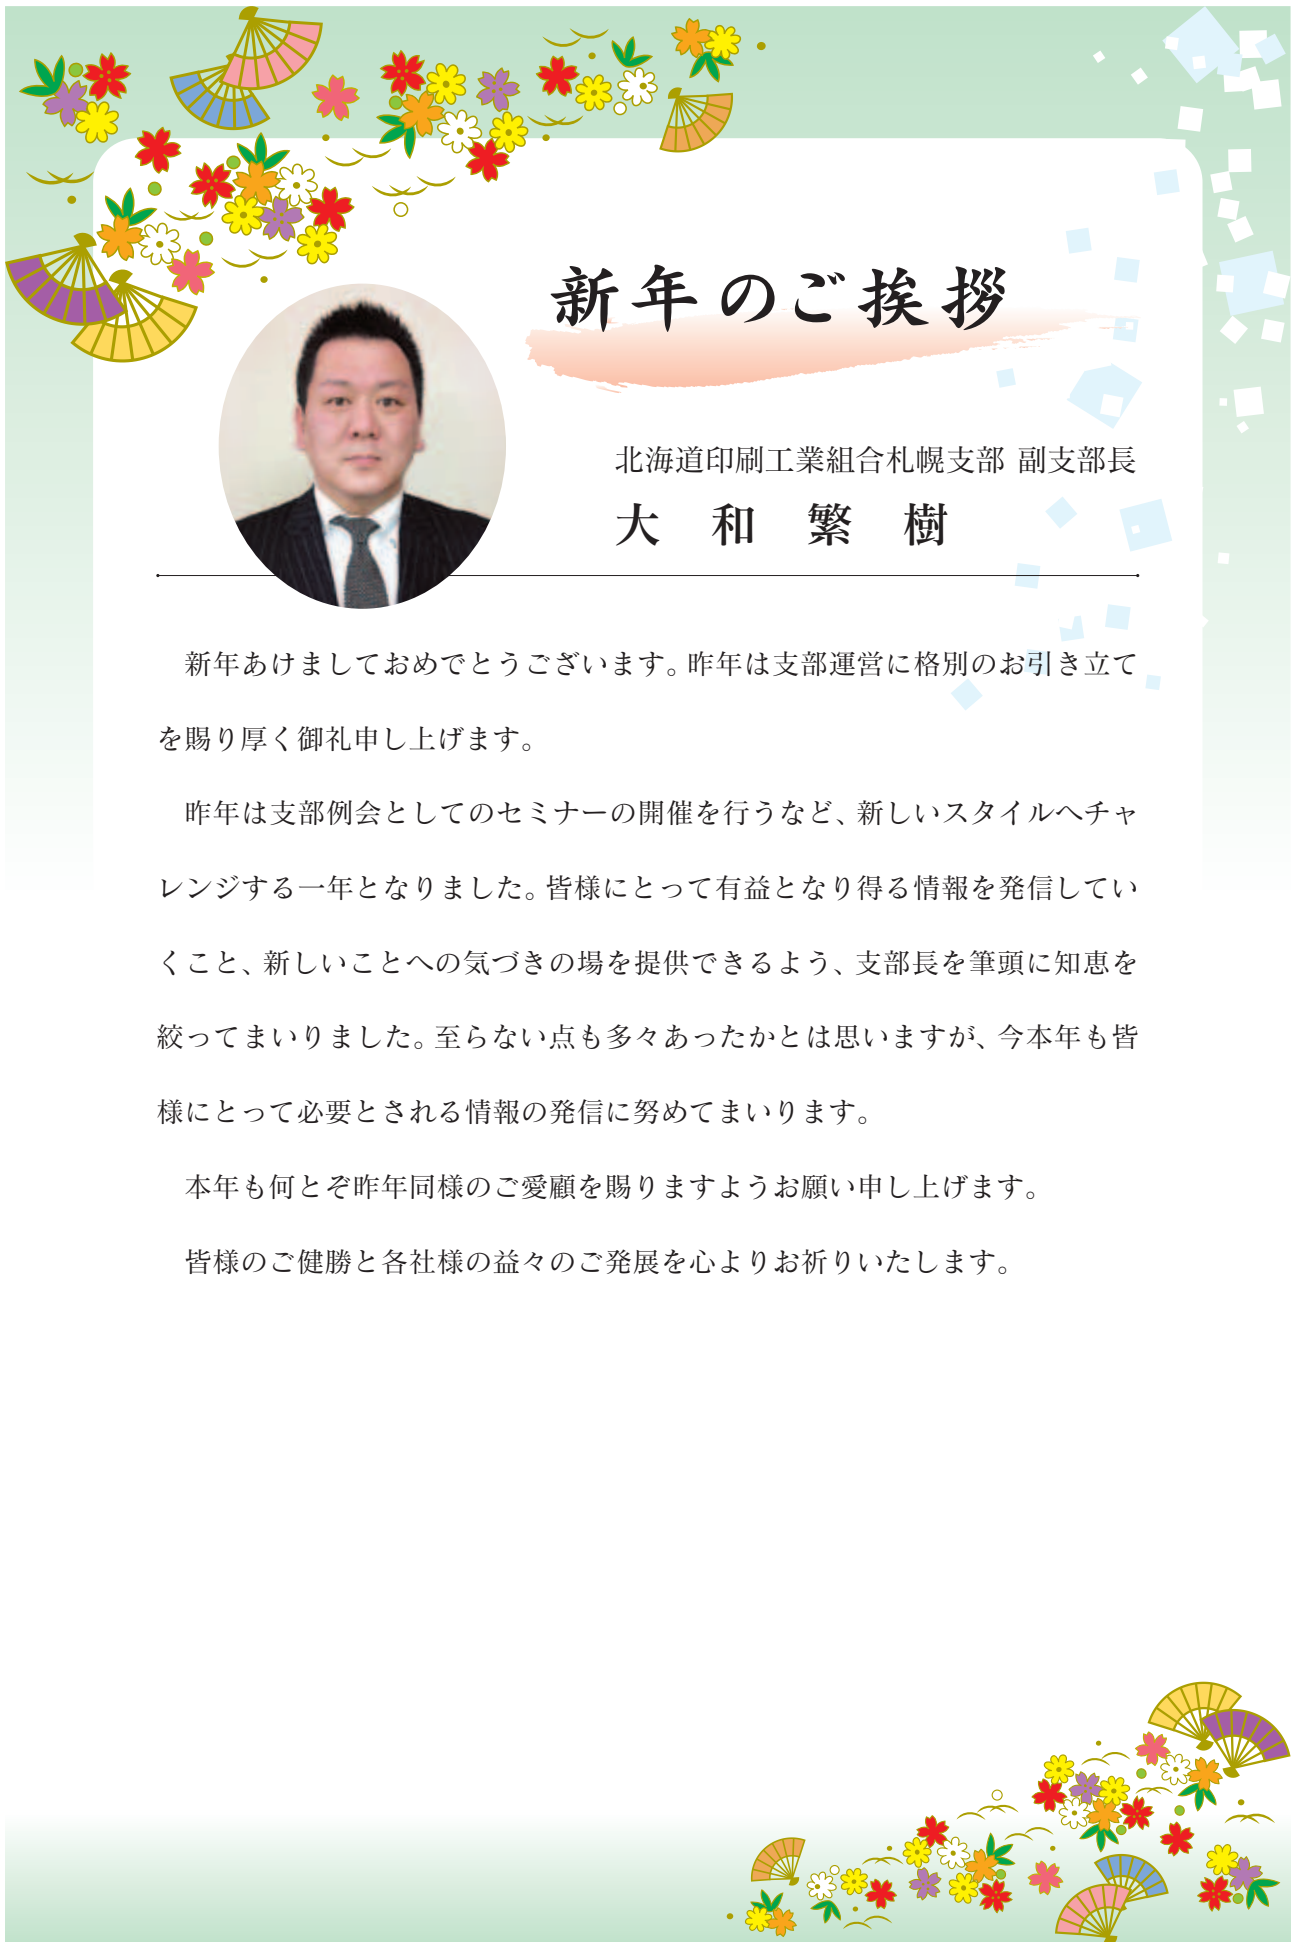 新年のご挨拶
北海道印刷工業組合札幌支部 副支部長
大 和 繁 樹
新年あけましておめでとうございます。昨年は支部運営に格別のお引き立て
を賜り厚く御礼申し上げます。
昨年は支部例会としてのセミナーの開催を行うなど、新しいスタイルへチャ
レンジする一年となりました。皆様にとって有益となり得る情報を発信してい
くこと、新しいことへの気づきの場を提供できるよう、支部長を筆頭に知恵を
絞ってまいりました。至らない点も多々あったかとは思いますが、今本年も皆
様にとって必要とされる情報の発信に努めてまいります。
本年も何とぞ昨年同様のご愛顧を賜りますようお願い申し上げます。
皆様のご健勝と各社様の益々のご発展を心よりお祈りいたします。